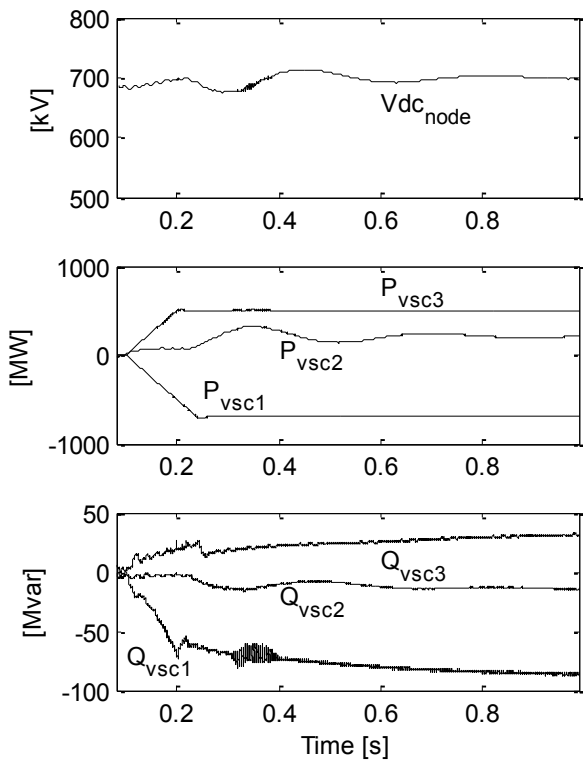 800
700
600
500
[kV]
Vdc_node
0.2 0.4 0.6 0.8
1000
0
-1000
[MW]
P_vsc3
P_vsc2
P_vsc1
0.2 0.4 0.6 0.8
50
0
-50
-100
[Mvar]
Q_vsc3
Q_vsc2
Q_vsc1
0.2 0.4 0.6 0.8
Time [s]